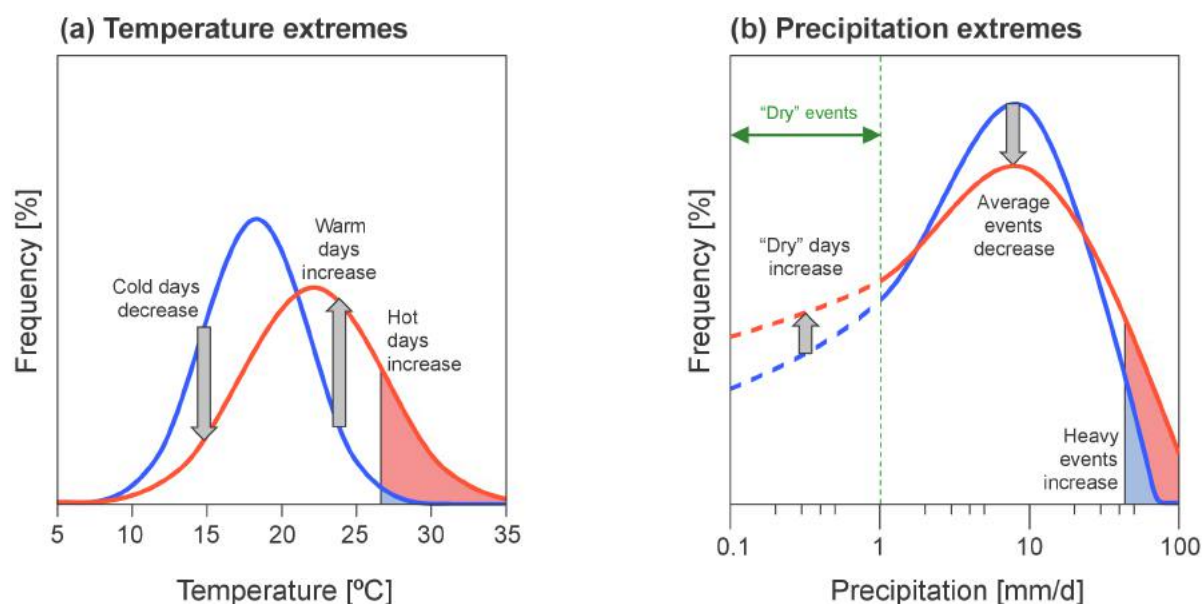 (a) Temperature extremes
Frequency [%]
Cold days
decrease
Warm
days
increase
Hot
days
increase
5
10
15
20
25
30
35
Temperature [ºC]
(b) Precipitation extremes
Frequency [%]
“Dry” events
“Dry” days
increase
Average
events
decrease
Heavy
events
increase
0.1
1
10
100
Precipitation [mm/d]